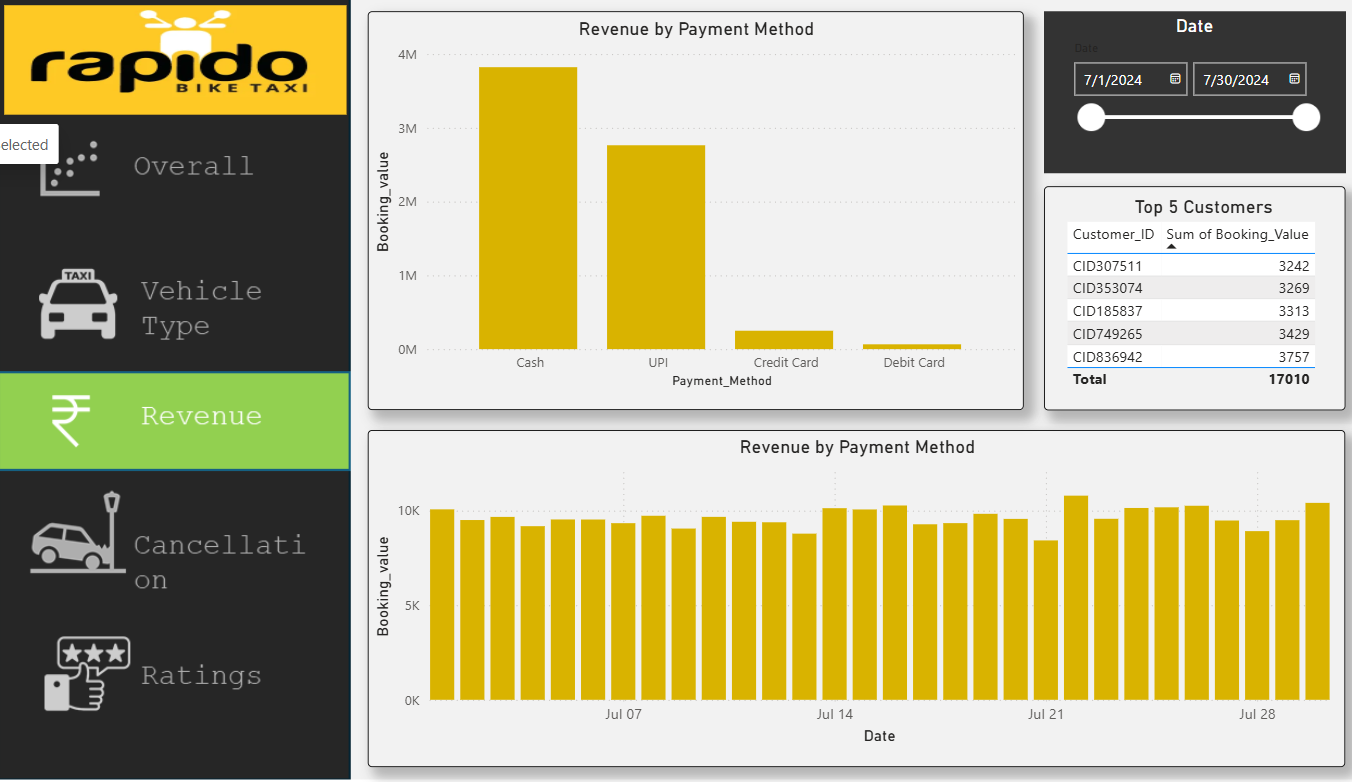 rapido
BIKE TAXI
elected
Overall
TAXI
Vehicle
Type
Revenue
Cancellati
on
Ratings
Revenue by Payment Method
Booking_value
4M
3M
2M
1M
0M
Cash UPI Credit Card Debit Card
Payment_Method
Date
Date
7/1/2024 7/30/2024
Top 5 Customers
Customer_ID Sum of Booking_Value
CID307511 3242
CID353074 3269
CID185837 3313
CID749265 3429
CID836942 3757
Total 17010
Revenue by Payment Method
Booking_value
10K
5K
0K
Jul 07 Jul 14 Jul 21 Jul 28
Date